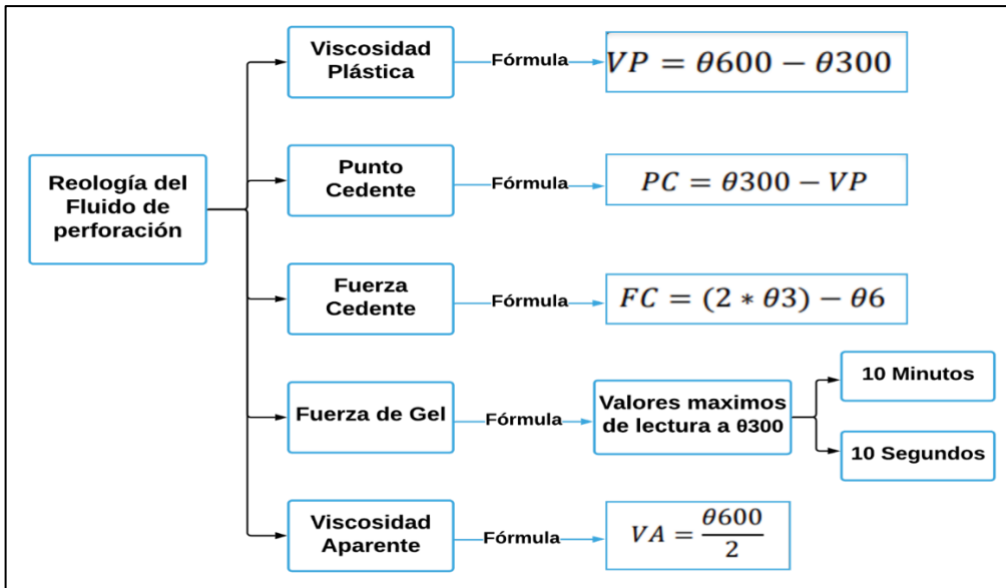 Reología del
Fluido de
perforación
Viscosidad
Plástica
Fórmula
VP = θ600 − θ300
Punto
Cedente
Fórmula
PC = θ300 − VP
Fuerza
Cedente
Fórmula
FC = (2 * θ3) − θ6
Fuerza de Gel
Fórmula
Valores maximos
de lectura a θ300
10 Minutos
10 Segundos
Viscosidad
Aparente
Fórmula
VA = θ600
2